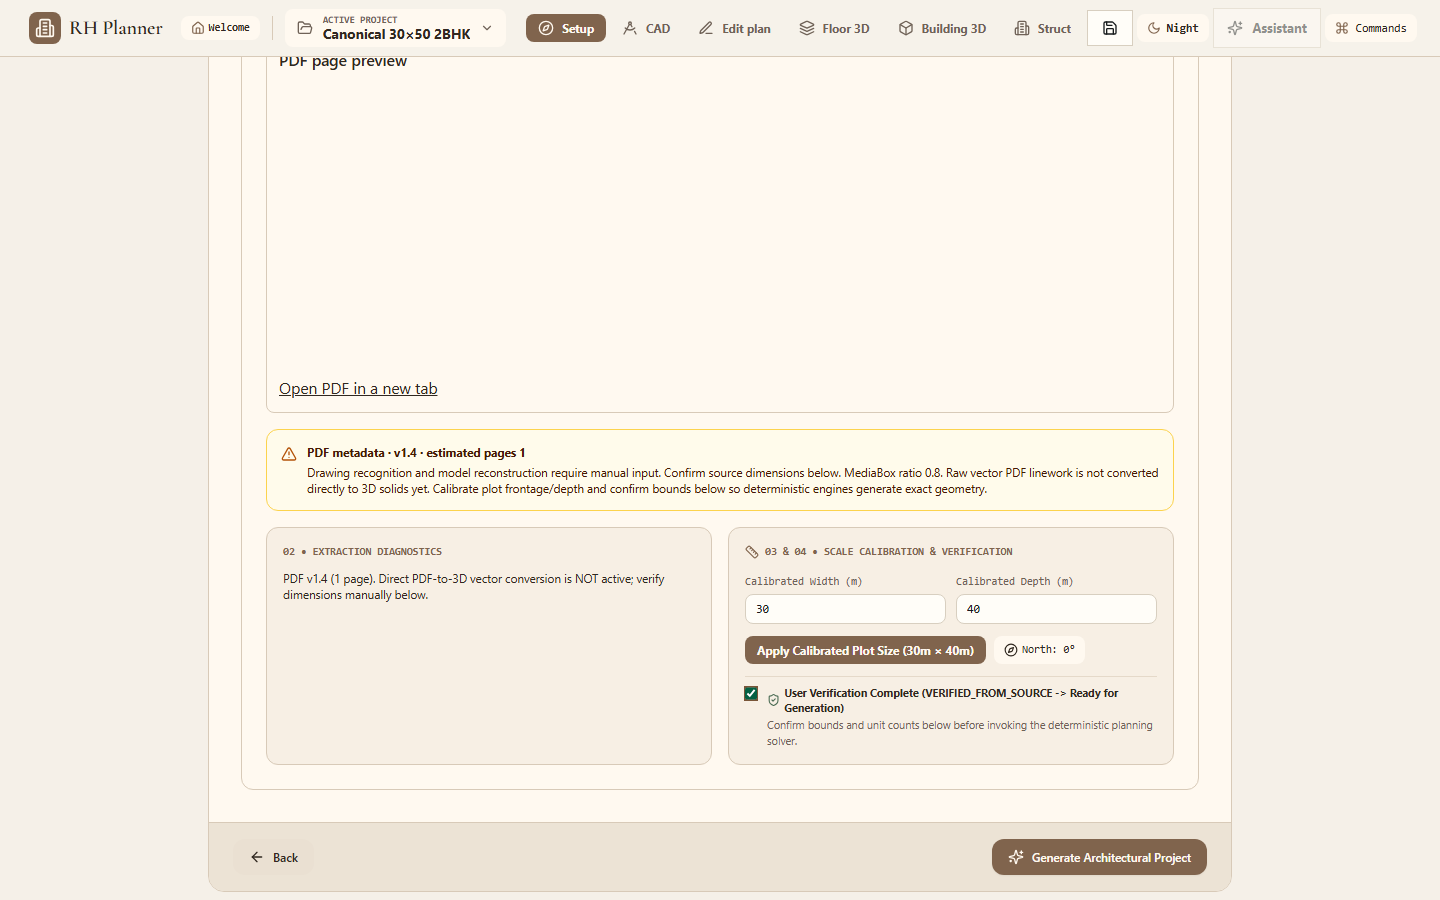 RH Planner
Welcome
ACTIVE PROJECT
Canonical 30×50 2BHK
Setup
CAD
Edit plan
Floor 3D
Building 3D
Struct
Night
Assistant
Commands
PDF page preview
Open PDF in a new tab
PDF metadata · v1.4 · estimated pages 1
Drawing recognition and model reconstruction require manual input. Confirm source dimensions below. MediaBox ratio 0.8. Raw vector PDF linework is not converted
directly to 3D solids yet. Calibrate plot frontage/depth and confirm bounds below so deterministic engines generate exact geometry.
02 • EXTRACTION DIAGNOSTICS
PDF v1.4 (1 page). Direct PDF-to-3D vector conversion is NOT active; verify
dimensions manually below.
03 & 04 • SCALE CALIBRATION & VERIFICATION
Calibrated Width (m)
Calibrated Depth (m)
30
40
Apply Calibrated Plot Size (30m × 40m)
North: 0°
User Verification Complete (VERIFIED_FROM_SOURCE -> Ready for
Generation)
Confirm bounds and unit counts below before invoking the deterministic planning
solver.
Back
Generate Architectural Project